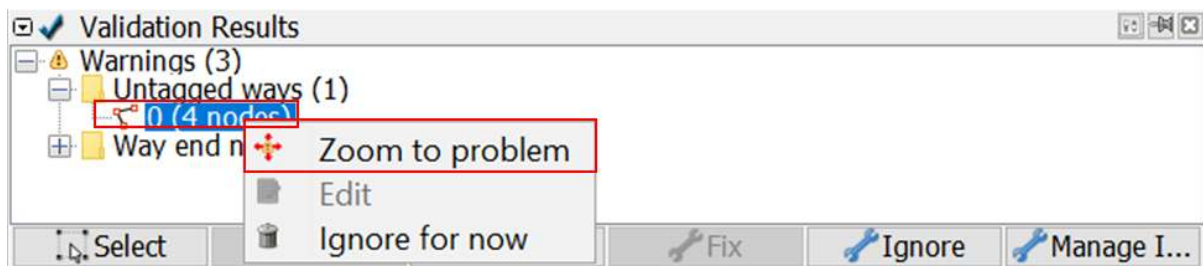 Validation Results
Warnings (3)
Untagged ways (1)
0 (4 nodes)
Way end n
Zoom to problem
Edit
Ignore for now
Select
Fix
Ignore
Manage I...